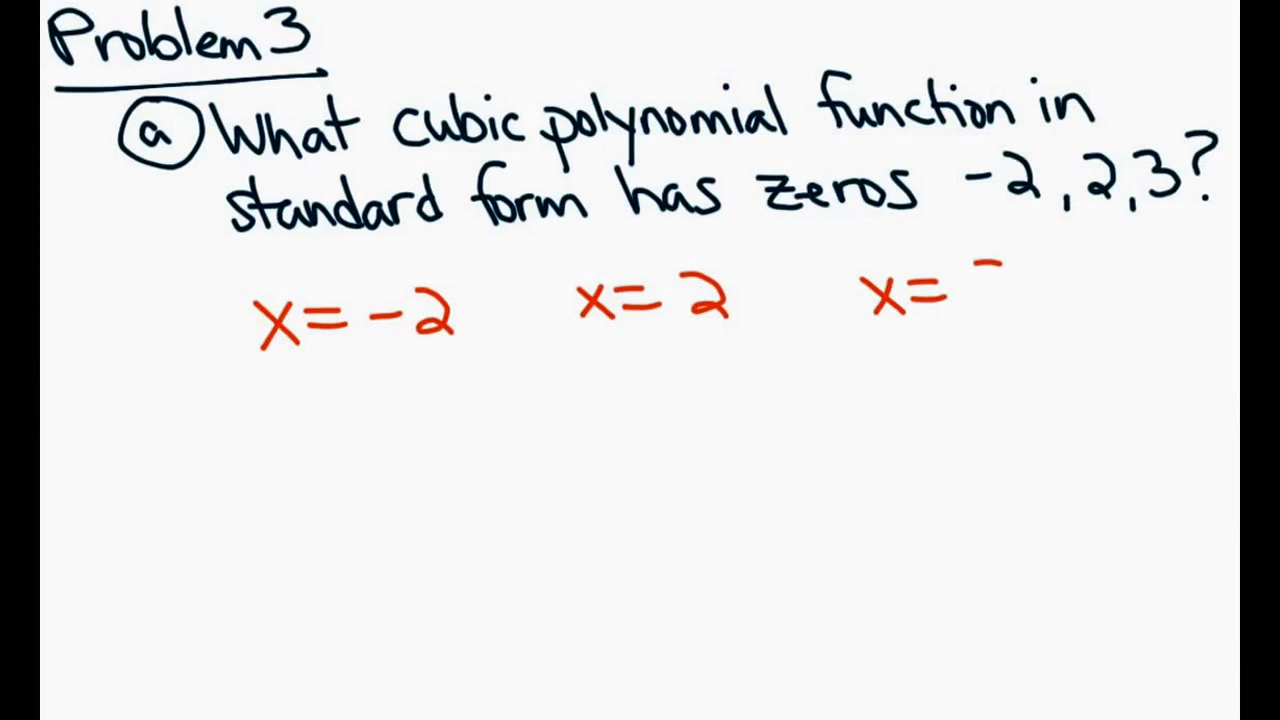 Problem 3
a What cubic polynomial function in
standard form has zeros -2, 2, 3?
x = -2 x = 2 x =